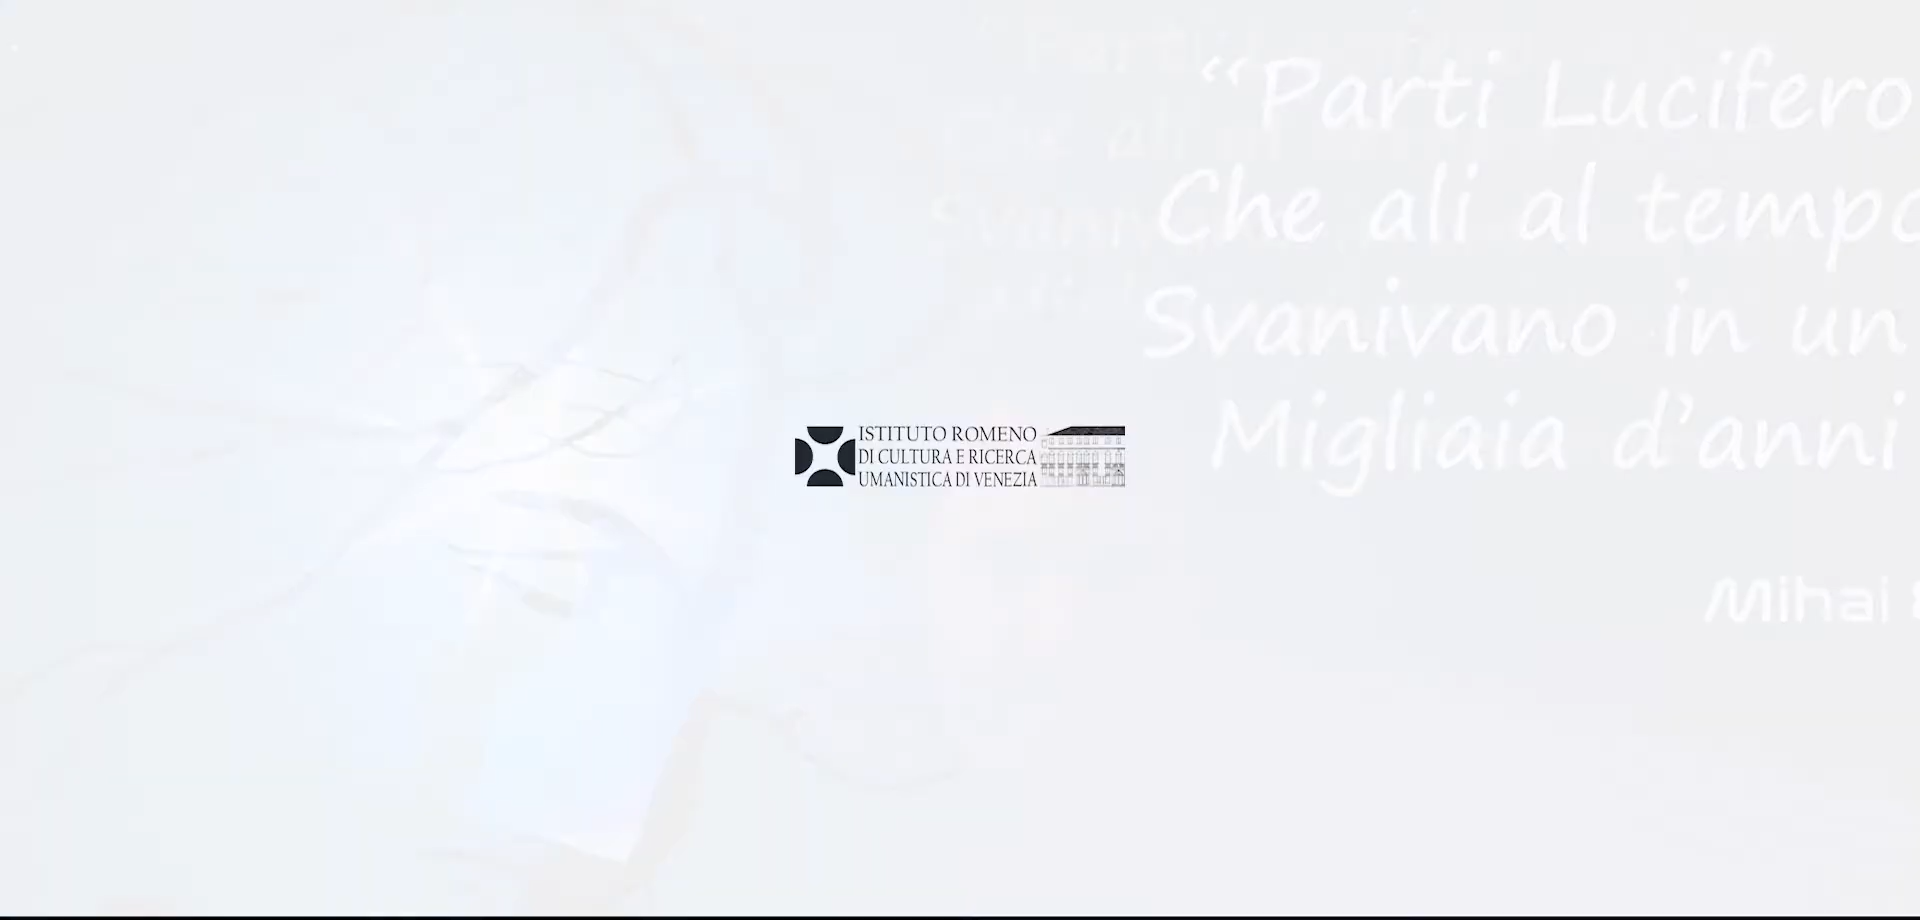 “Parti Lucifero
Che ali al tempo
Svanivano in un
Migliaia d’anni
Mihai
ISTITUTO ROMENO
DI CULTURA E RICERCA
UMANISTICA DI VENEZIA